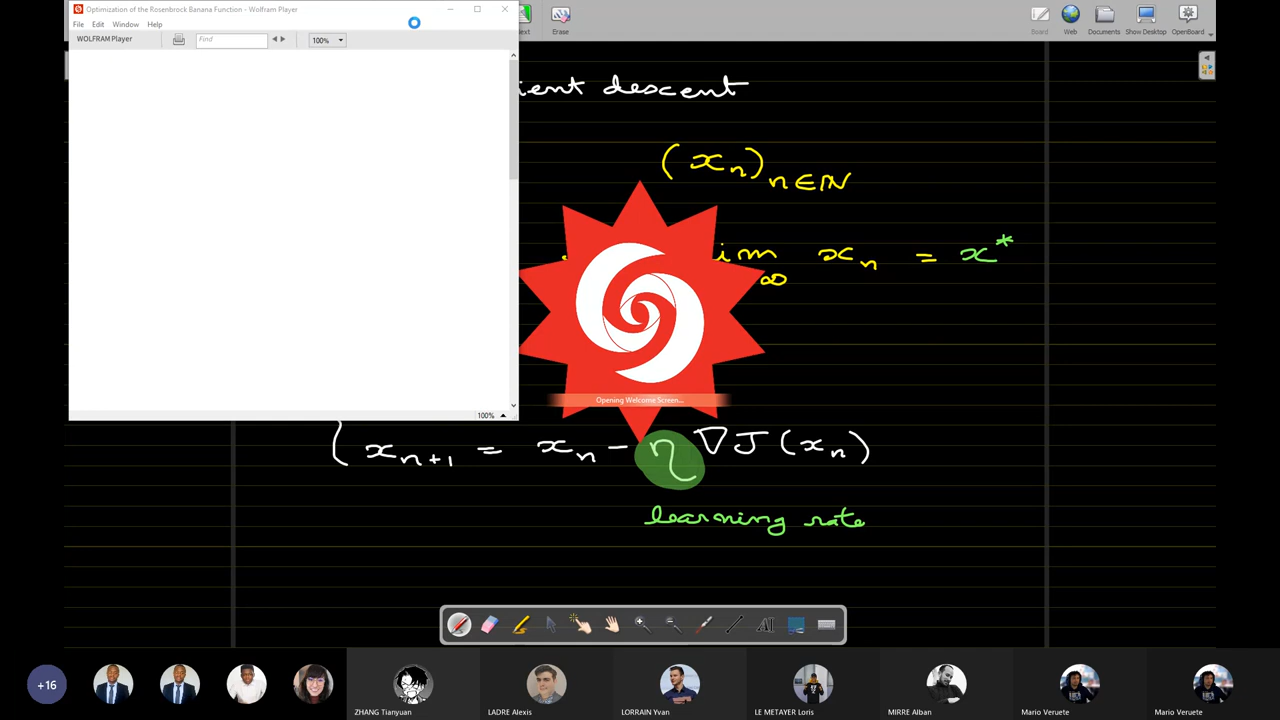 Optimization of the Rosenbrock Banana Function - Wolfram Player
File Edit Window Help
WOLFRAM Player Find 100%
100%
Erase
Board Web Documents Show Desktop OpenBoard
ient descent
(xₙ)ₙ∈ℕ
im xₙ = x*
∞
Opening Welcome Screen...
xₙ₊₁ = xₙ - η∇J(xₙ)
learning rate
+16
ZHANG Tianyuan LADRE Alexis LORRAIN Yvan LE METAYER Loris MIRRE Alban Mario Veruete Mario Veruete